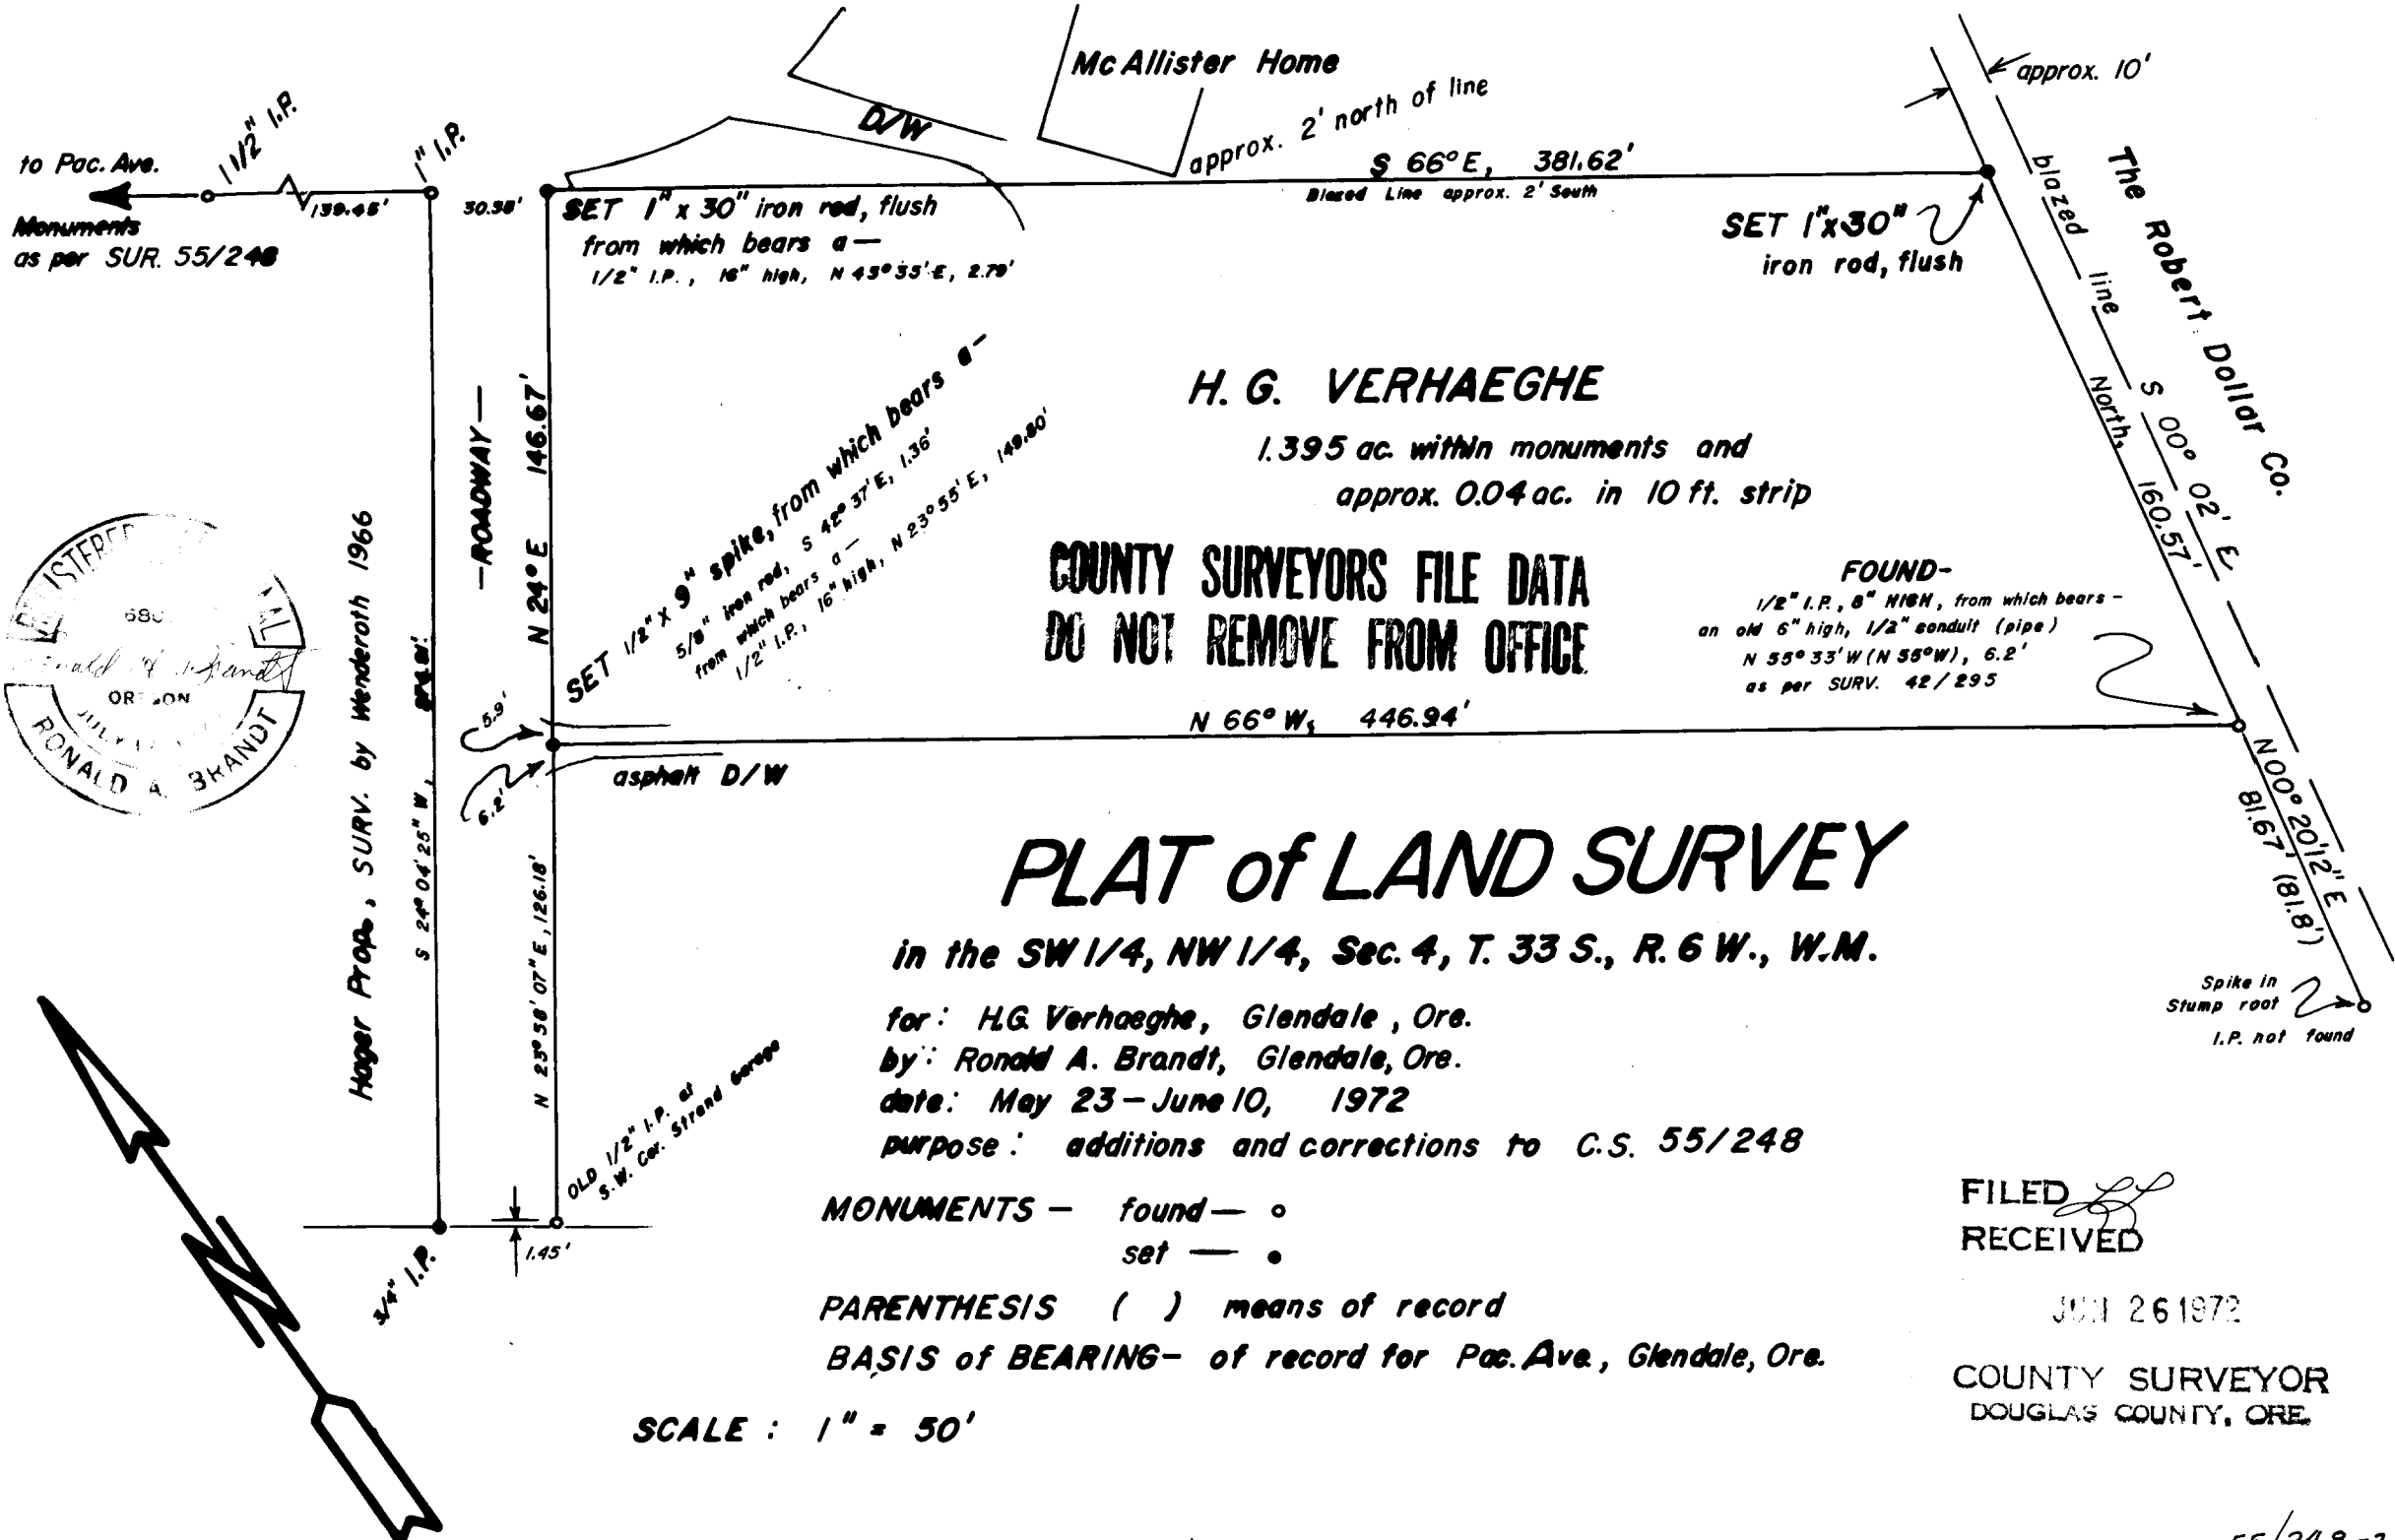 McAllister Home
approx. 2' north of line
D/W
approx. 10'
to Pac. Ave.
1 1/2" I.P.
1" I.P.
139.45'
Monuments
as per SUR. 55/248
30.38'
S 66° E, 381.62'
Blazed Line approx. 2' South
SET 1" x 30" iron rod, flush
from which bears a —
1/2" I.P., 16" high, N 45° 35' E, 2.79'
SET 1"x30"
iron rod, flush
The Robert Dollar Co.
blazed line S 00° 02' E
North, 160.57'
H. G. VERHAEGHE
1.395 ac. within monuments and
approx. 0.04 ac. in 10 ft. strip
COUNTY SURVEYORS FILE DATA
DO NOT REMOVE FROM OFFICE
—ROADWAY—
N 24° E 146.67'
SET 1/2" x 9" spike, from which bears a —
5/8" iron rod, S 42° 37' E, 1.36'
from which bears a —
1/2" I.P., 16" high, N 23° 55' E, 149.80'
FOUND-
1/2" I.P., 8" HIGH, from which bears -
an old 6" high, 1/2" conduit (pipe)
N 55° 33' W (N 55° W), 6.2'
as per SURV. 42/295
N 66° W, 446.94'
5.9'
6.2'
asphalt D/W
Hager Prop., SURV. by Wenderoth 1966
S 24° 04' 25" W,
N 23° 58' 07" E, 126.18'
N 00° 20' 12" E
81.67' (81.8')
Spike in
Stump root
I.P. not found
OREGON
JULY
RONALD A. BRANDT
OLD 1/2" I.P. at
S.W. Cor. Strand Garage
1.45'
3/4" I.P.
N
PLAT of LAND SURVEY
in the SW 1/4, NW 1/4, Sec. 4, T. 33 S., R. 6 W., W.M.
for: H.G. Verhaeghe, Glendale, Ore.
by: Ronald A. Brandt, Glendale, Ore.
date: May 23 – June 10, 1972
purpose: additions and corrections to C.S. 55/248
MONUMENTS — found — o
set — •
PARENTHESIS ( ) means of record
BASIS of BEARING- of record for Pac. Ave., Glendale, Ore.
SCALE : 1" = 50'
FILED
RECEIVED
JUN 26 1972
COUNTY SURVEYOR
DOUGLAS COUNTY, ORE.